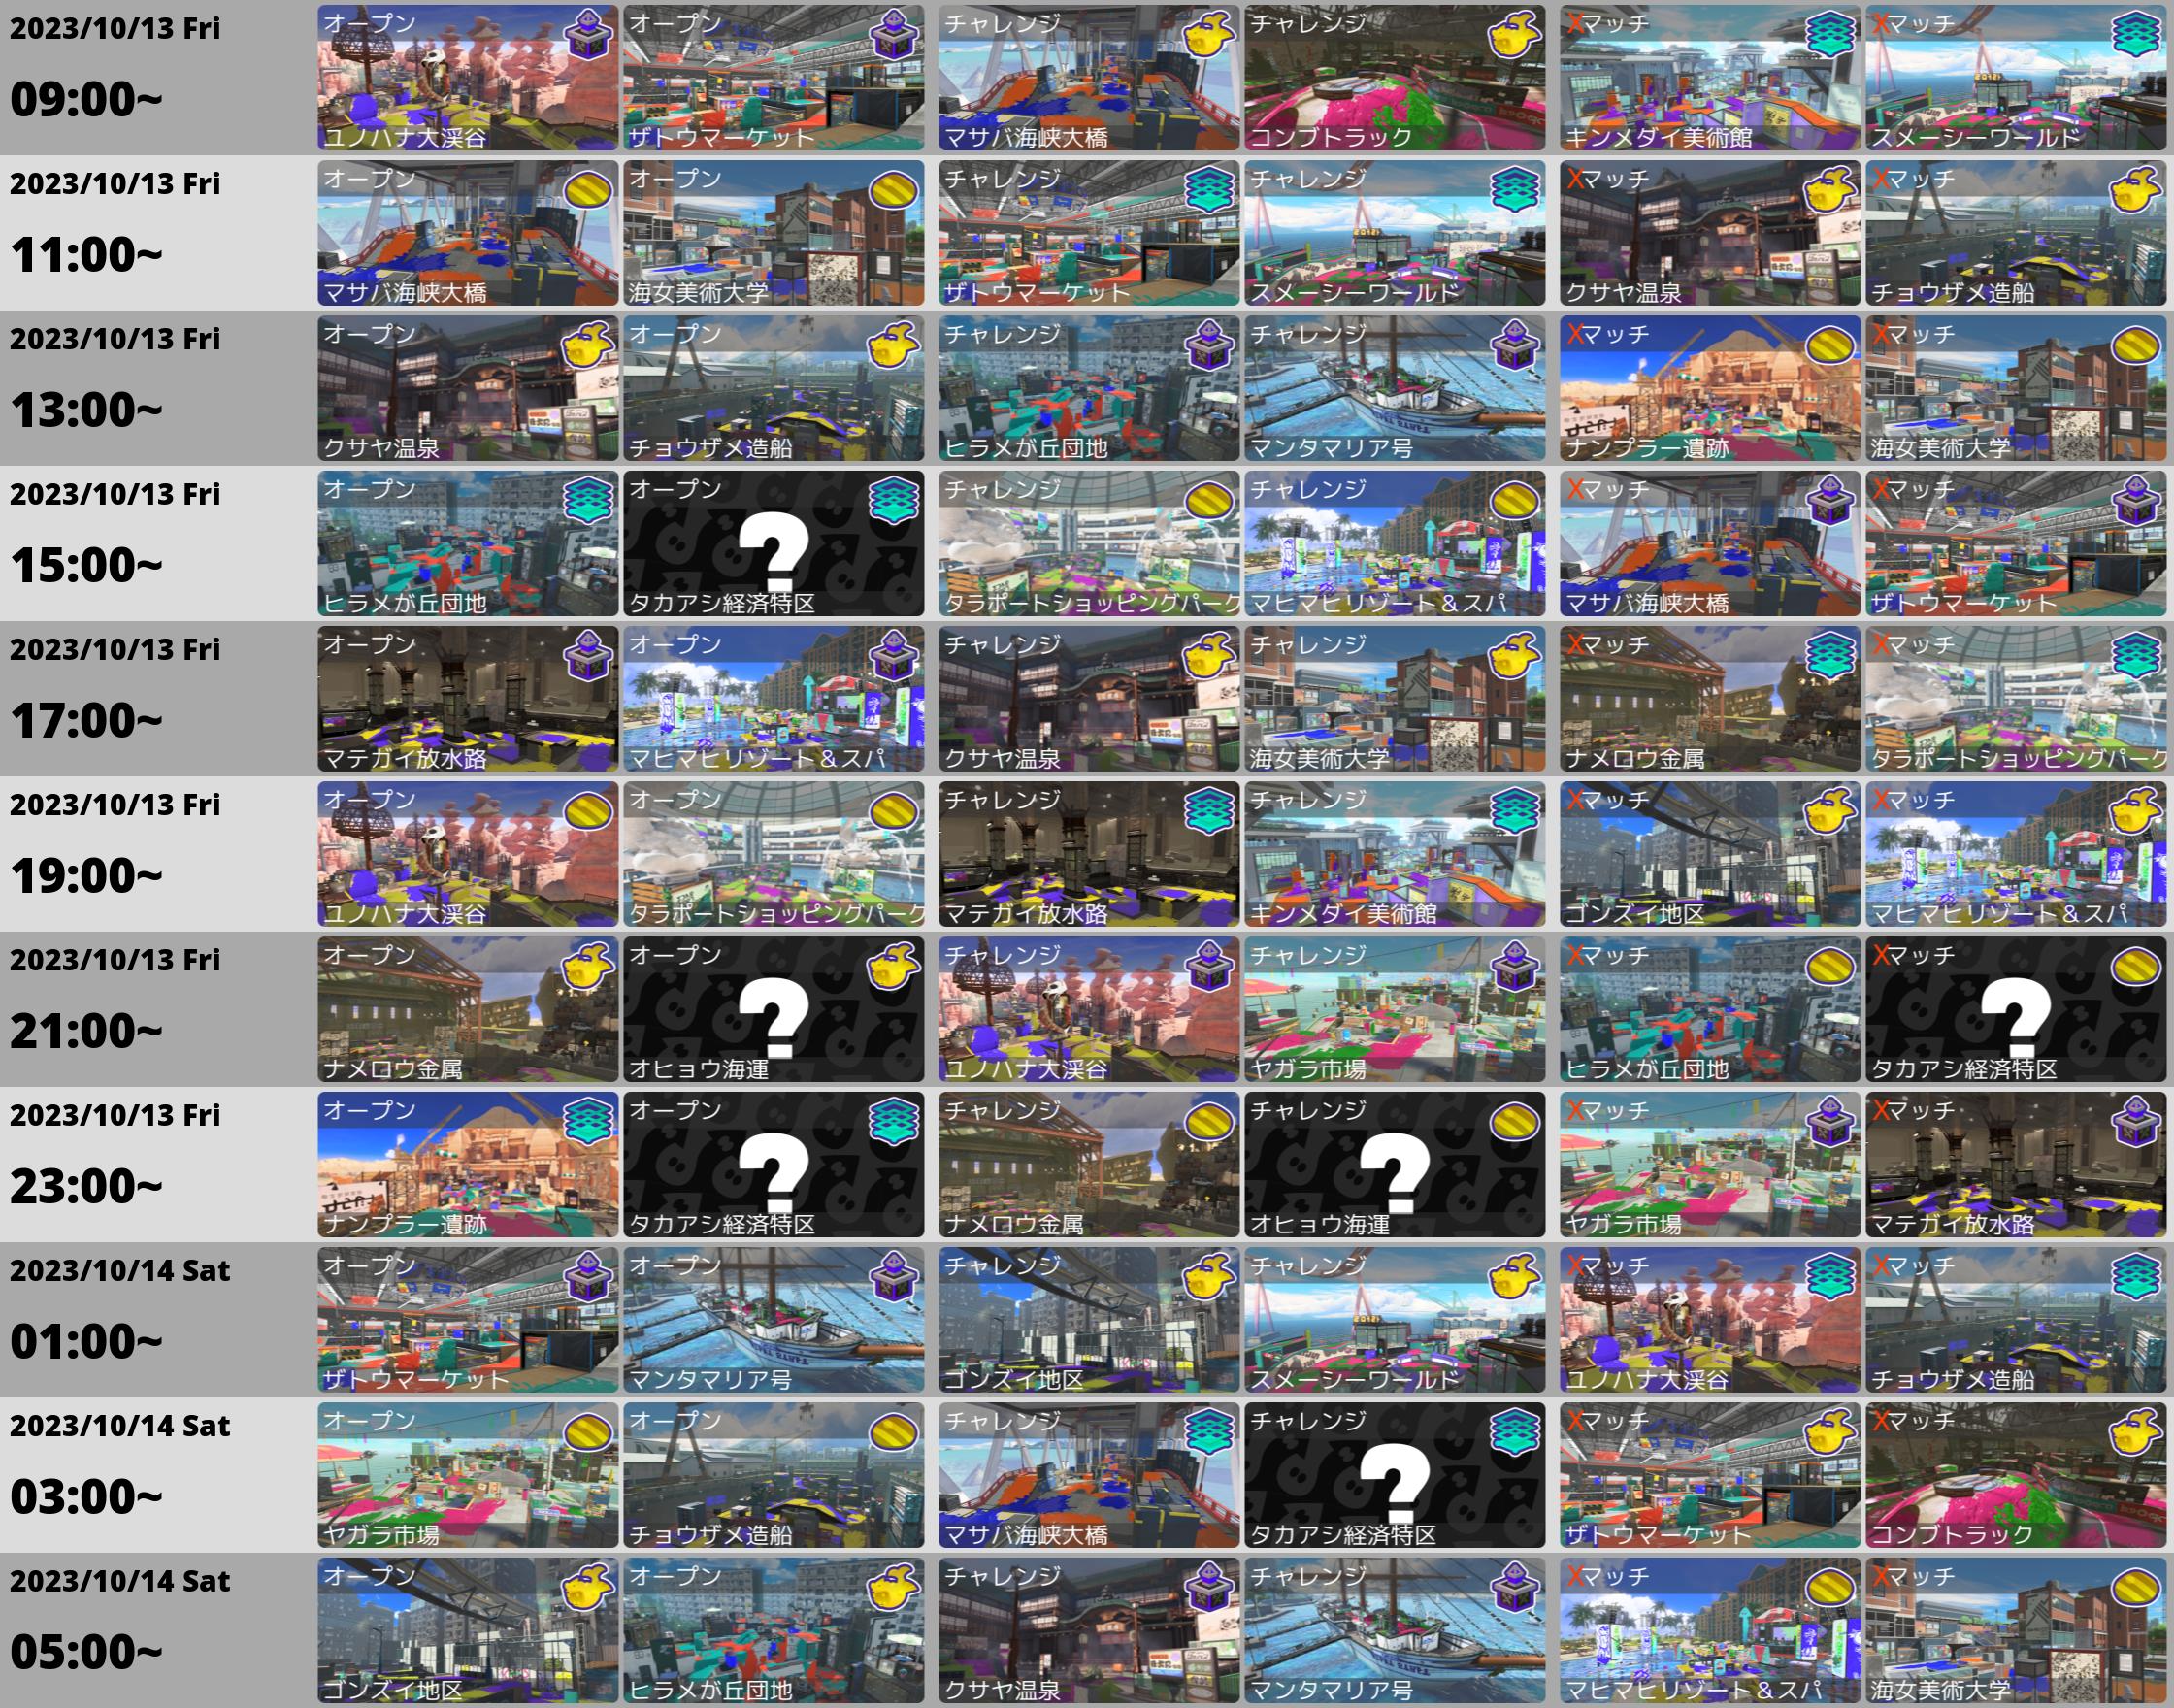 2023/10/13 Fri
09:00~
オープン オープン チャレンジ チャレンジ Xマッチ Xマッチ
ユノハナ大渓谷 ザトウマーケット マサバ海峡大橋 コンブトラック キンメダイ美術館 スメーシーワールド
2023/10/13 Fri
11:00~
オープン オープン チャレンジ チャレンジ Xマッチ Xマッチ
マサバ海峡大橋 海女美術大学 ザトウマーケット スメーシーワールド クサヤ温泉 チョウザメ造船
2023/10/13 Fri
13:00~
オープン オープン チャレンジ チャレンジ Xマッチ Xマッチ
クサヤ温泉 チョウザメ造船 ヒラメが丘団地 マンタマリア号 ナンプラー遺跡 海女美術大学
2023/10/13 Fri
15:00~
オープン オープン チャレンジ チャレンジ Xマッチ Xマッチ
ヒラメが丘団地 タカアシ経済特区 タラポートショッピングパーク マヒマヒリゾート＆スパ マサバ海峡大橋 ザトウマーケット
2023/10/13 Fri
17:00~
オープン オープン チャレンジ チャレンジ Xマッチ Xマッチ
マテガイ放水路 マヒマヒリゾート＆スパ クサヤ温泉 海女美術大学 ナメロウ金属 タラポートショッピングパーク
2023/10/13 Fri
19:00~
オープン オープン チャレンジ チャレンジ Xマッチ Xマッチ
ユノハナ大渓谷 タラポートショッピングパーク マテガイ放水路 キンメダイ美術館 ゴンズイ地区 マヒマヒリゾート＆スパ
2023/10/13 Fri
21:00~
オープン オープン チャレンジ チャレンジ Xマッチ Xマッチ
ナメロウ金属 オヒョウ海運 ユノハナ大渓谷 ヤガラ市場 ヒラメが丘団地 タカアシ経済特区
2023/10/13 Fri
23:00~
オープン オープン チャレンジ チャレンジ Xマッチ Xマッチ
ナンプラー遺跡 タカアシ経済特区 ナメロウ金属 オヒョウ海運 ヤガラ市場 マテガイ放水路
2023/10/14 Sat
01:00~
オープン オープン チャレンジ チャレンジ Xマッチ Xマッチ
ザトウマーケット マンタマリア号 ゴンズイ地区 スメーシーワールド ユノハナ大渓谷 チョウザメ造船
2023/10/14 Sat
03:00~
オープン オープン チャレンジ チャレンジ Xマッチ Xマッチ
ヤガラ市場 チョウザメ造船 マサバ海峡大橋 タカアシ経済特区 ザトウマーケット コンブトラック
2023/10/14 Sat
05:00~
オープン オープン チャレンジ チャレンジ Xマッチ Xマッチ
ゴンズイ地区 ヒラメが丘団地 クサヤ温泉 マンタマリア号 マヒマヒリゾート＆スパ 海女美術大学